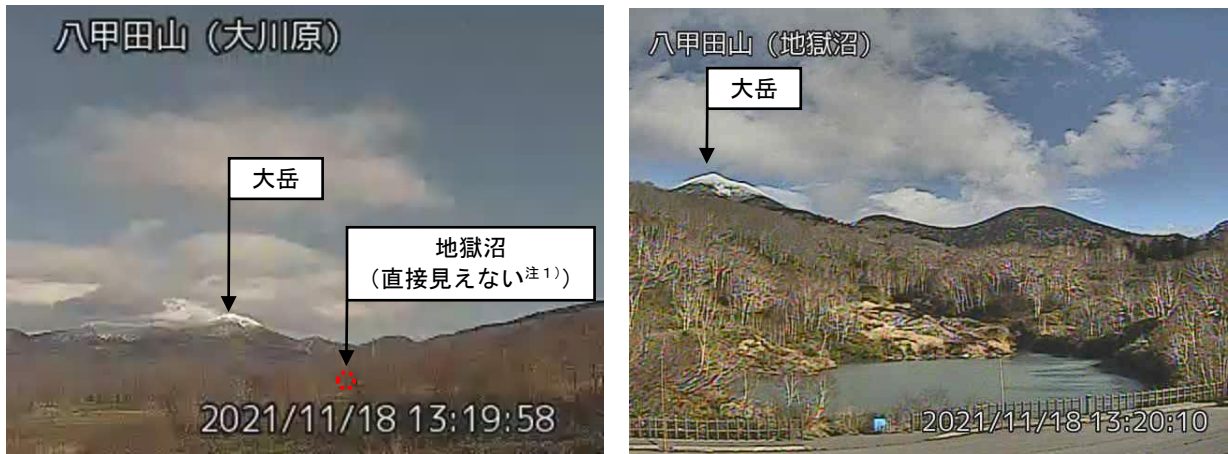 八甲田山（大川原）
大岳
地獄沼
（直接見えない注1））
2021/11/18 13:19:58
八甲田山（地獄沼）
大岳
2021/11/18 13:20:10